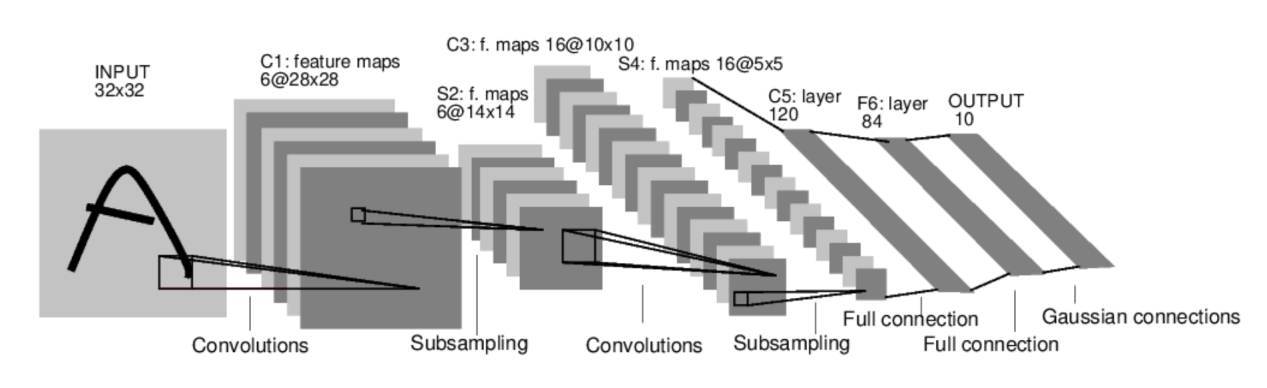 INPUT
32x32
C1: feature maps
6@28x28
S2: f. maps
6@14x14
C3: f. maps 16@10x10
S4: f. maps 16@5x5
C5: layer
120
F6: layer
84
OUTPUT
10
A
Convolutions
Subsampling
Convolutions
Subsampling
Full connection
Full connection
Gaussian connections